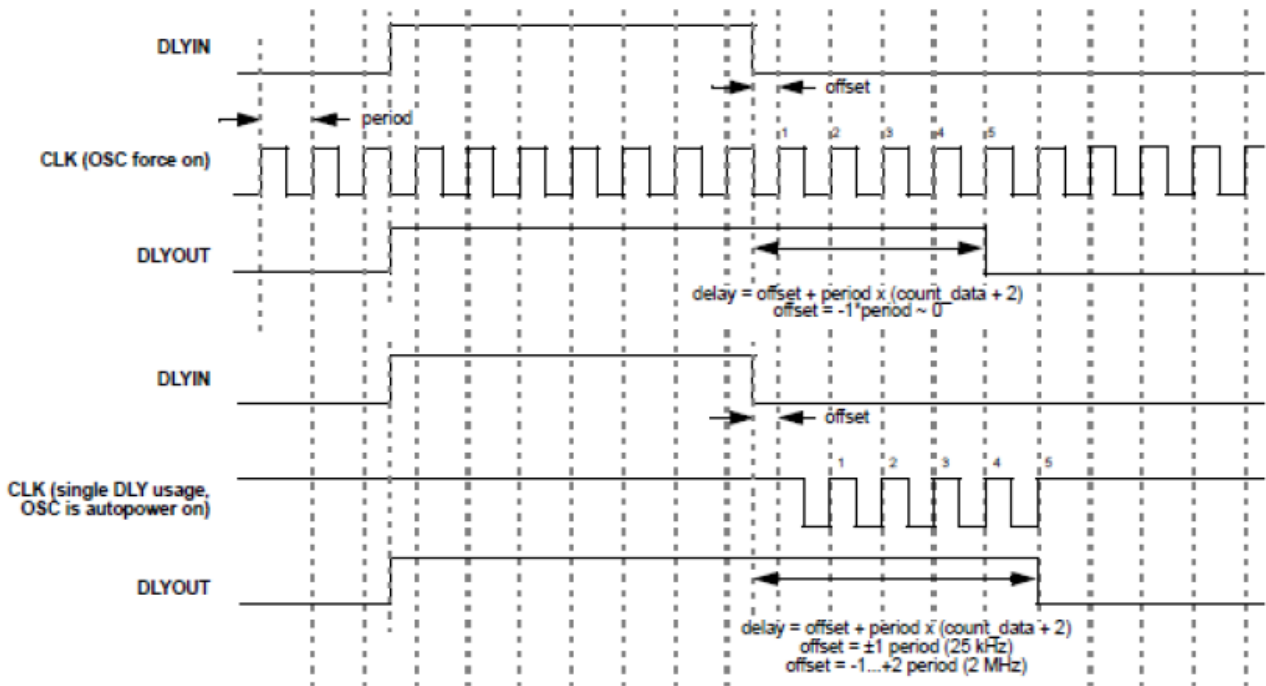 DLYIN
offset
period
1 2 3 4 5
CLK (OSC force on)
DLYOUT
delay = offset + period x (count_data + 2)
offset = -1*period ~ 0
DLYIN
offset
1 2 3 4 5
CLK (single DLY usage,
OSC is autopower on)
DLYOUT
delay = offset + period x (count_data + 2)
offset = ±1 period (25 kHz)
offset = -1...+2 period (2 MHz)